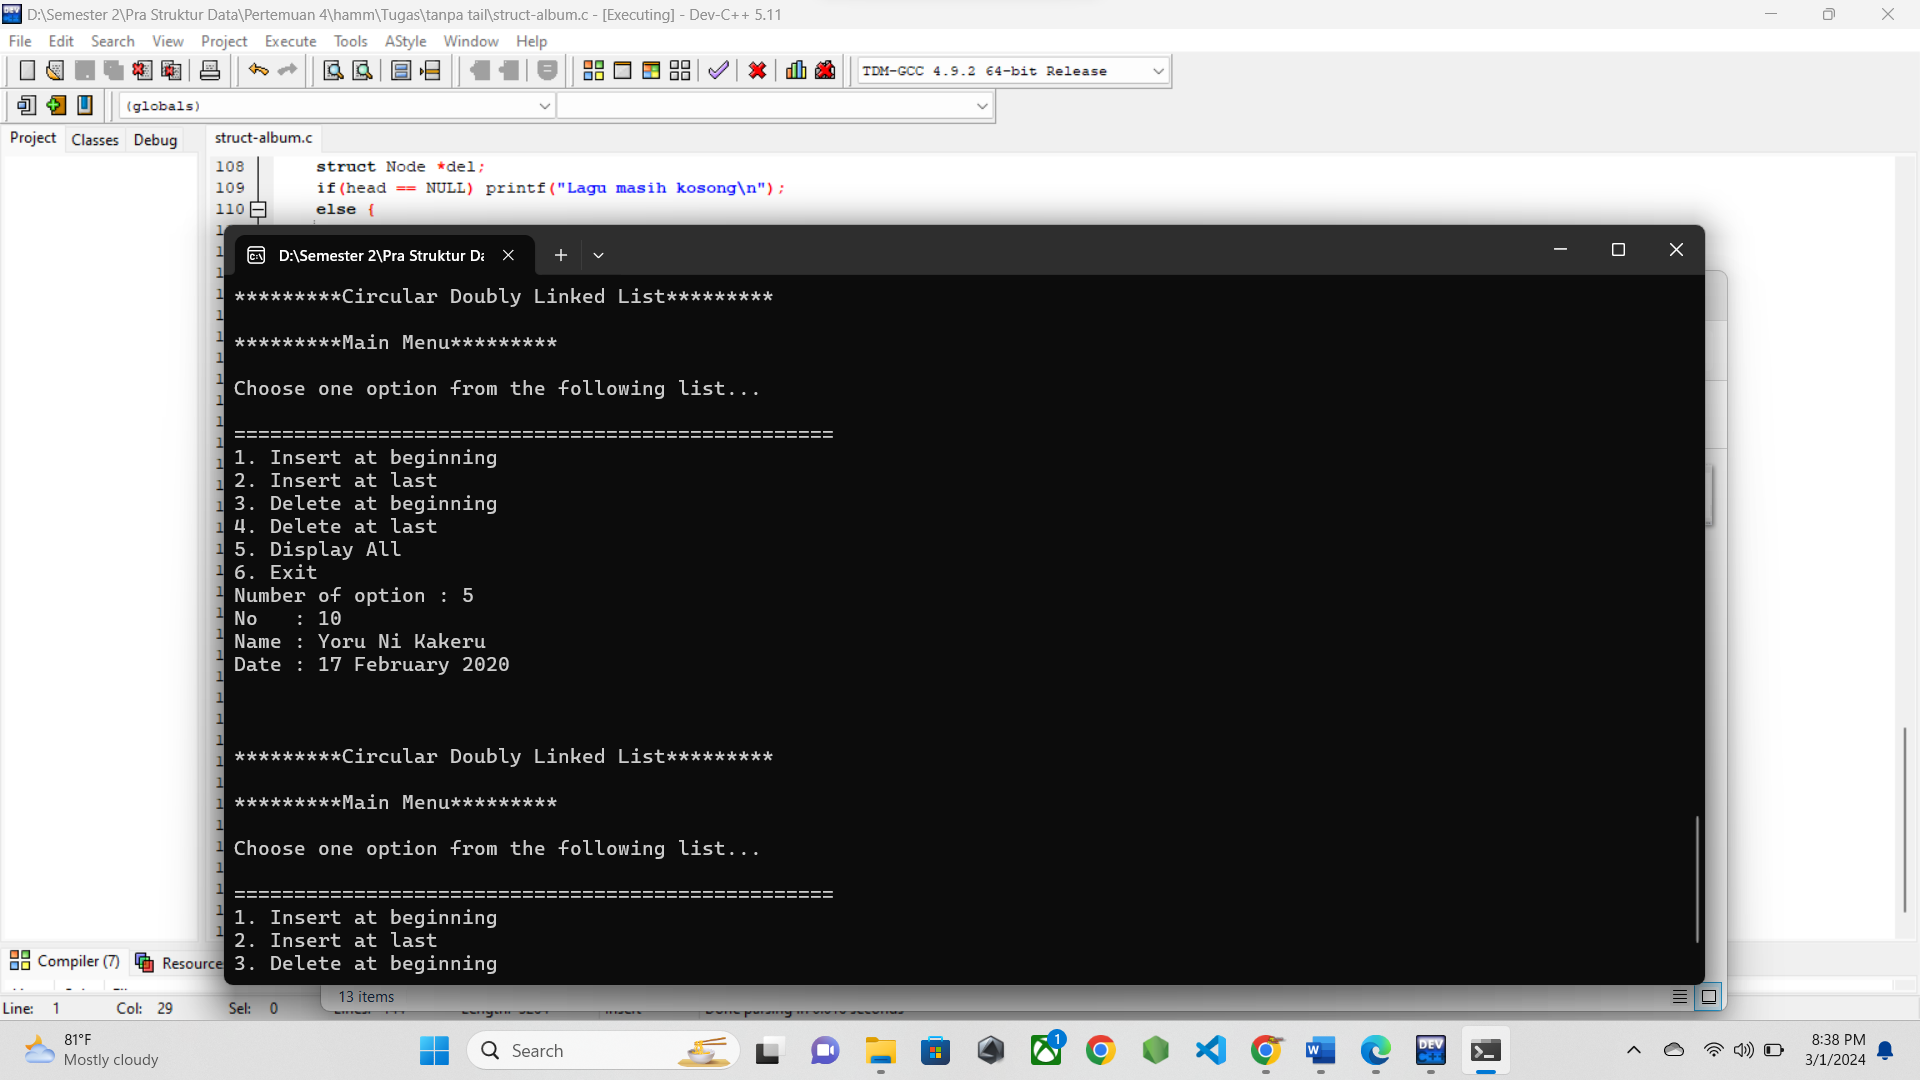 D:\Semester 2\Pra Struktur Data\Pertemuan 4\hamm\Tugas\tanpa tail\struct-album.c - [Executing] - Dev-C++ 5.11
File Edit Search View Project Execute Tools AStyle Window Help
TDM-GCC 4.9.2 64-bit Release
(globals)
Project Classes Debug struct-album.c
108 struct Node *del;
109 if(head == NULL) printf("Lagu masih kosong\n");
110 else {
D:\Semester 2\Pra Struktur Da
*********Circular Doubly Linked List*********
*********Main Menu*********
Choose one option from the following list...
==================================================
1. Insert at beginning
2. Insert at last
3. Delete at beginning
4. Delete at last
5. Display All
6. Exit
Number of option : 5
No   : 10
Name : Yoru Ni Kakeru
Date : 17 February 2020
*********Circular Doubly Linked List*********
*********Main Menu*********
Choose one option from the following list...
==================================================
1. Insert at beginning
2. Insert at last
3. Delete at beginning
Compiler (7) Resource
13 items
Line: 1 Col: 29 Sel: 0
81°F
Mostly cloudy
Search
1
DEV C++
8:38 PM
3/1/2024